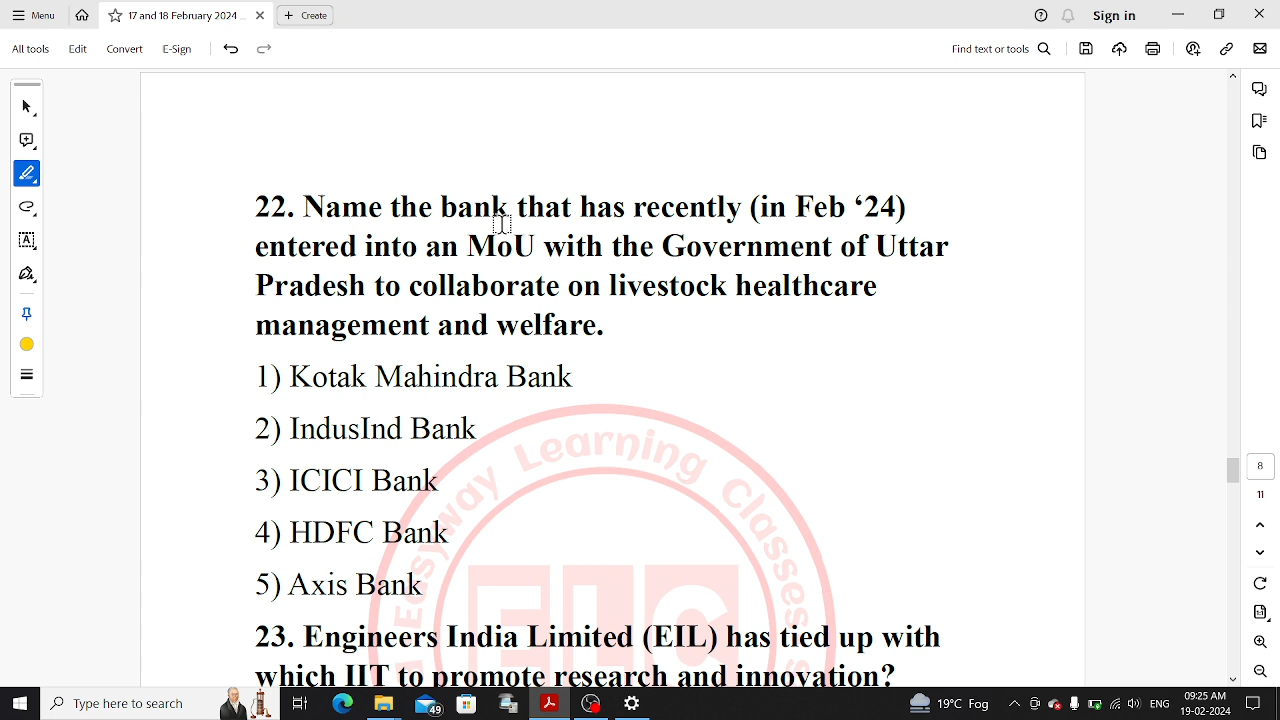 Menu
17 and 18 February 2024 ...
Create
Sign in
All tools
Edit
Convert
E-Sign
Find text or tools
22. Name the bank that has recently (in Feb ‘24)
entered into an MoU with the Government of Uttar
Pradesh to collaborate on livestock healthcare
management and welfare.
1) Kotak Mahindra Bank
2) IndusInd Bank
3) ICICI Bank
4) HDFC Bank
5) Axis Bank
23. Engineers India Limited (EIL) has tied up with
which IIT to promote research and innovation?
Easyway Learning Classes
ELC
8
11
Type here to search
49
19°C Fog
ENG
09:25 AM
19-02-2024